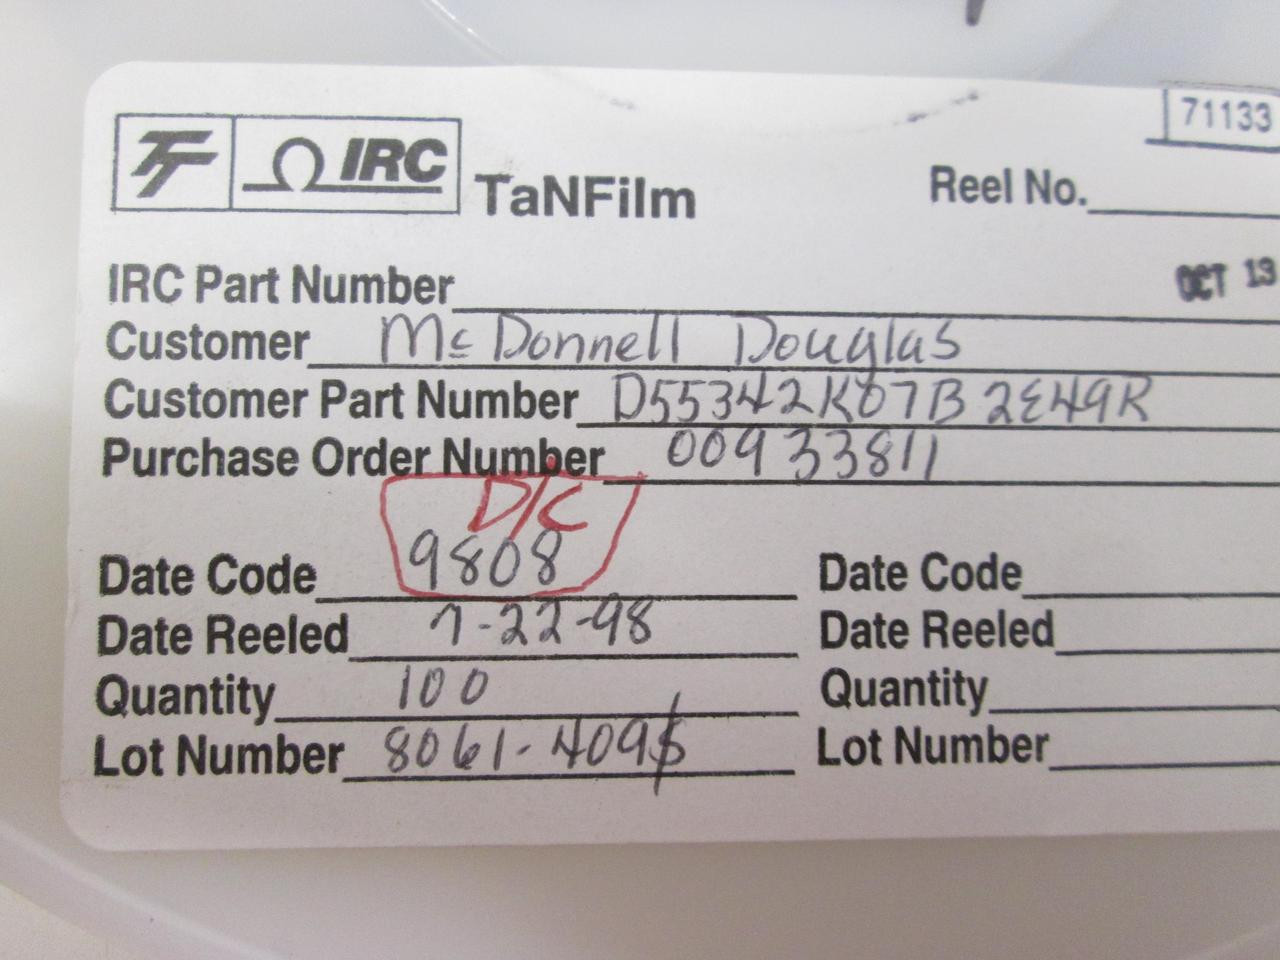 71133
TT IRC TaNFilm Reel No.
OCT 13
IRC Part Number
Customer McDonnell Douglas
Customer Part Number D55342K07B2E49R
Purchase Order Number 00933811
D/C
Date Code 9808 Date Code
Date Reeled 7-22-98 Date Reeled
Quantity 100 Quantity
Lot Number 8061-409$ Lot Number